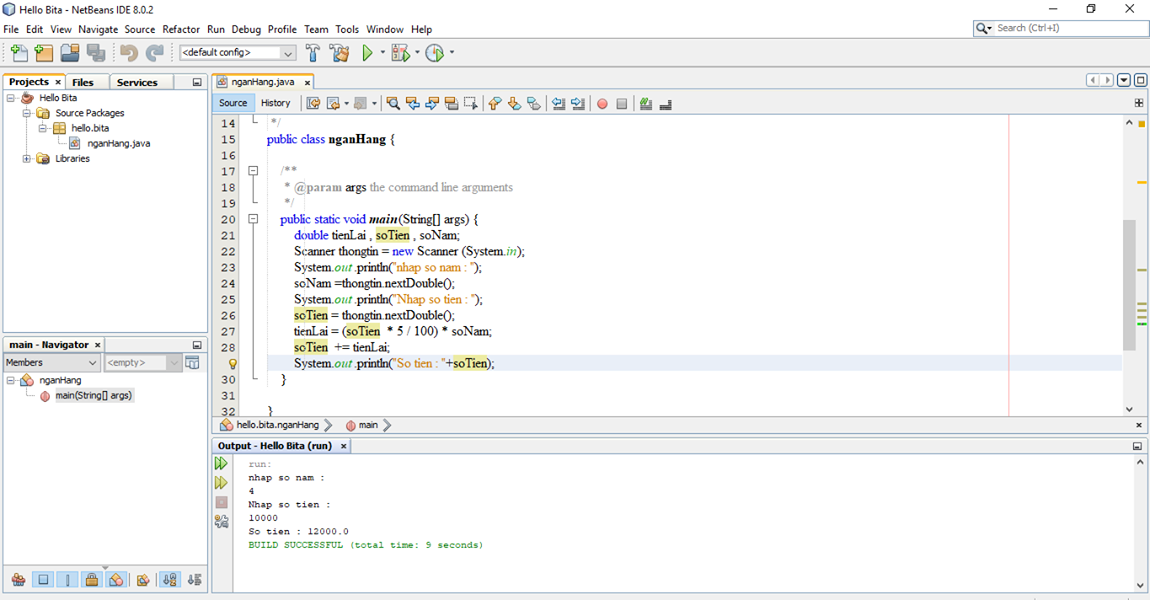 Hello Bita - NetBeans IDE 8.0.2
File Edit View Navigate Source Refactor Run Debug Profile Team Tools Window Help
Search (Ctrl+I)
<default config>
Projects × Files Services
Hello Bita
Source Packages
hello.bita
nganHang.java
Libraries
nganHang.java ×
Source History
14 */
15 public class nganHang {
16
17 /**
18 * @param args the command line arguments
19 */
20 public static void main(String[] args) {
21 double tienLai , soTien , soNam;
22 Scanner thongtin = new Scanner (System.in);
23 System.out.println("nhap so nam : ");
24 soNam =thongtin.nextDouble();
25 System.out.println("Nhap so tien : ");
26 soTien = thongtin.nextDouble();
27 tienLai = (soTien * 5 / 100) * soNam;
28 soTien += tienLai;
System.out.println("So tien : "+soTien);
30 }
31
32 }
main - Navigator ×
Members <empty>
nganHang
main(String[] args)
hello.bita.nganHang main
Output - Hello Bita (run) ×
run:
nhap so nam :
4
Nhap so tien :
10000
So tien : 12000.0
BUILD SUCCESSFUL (total time: 9 seconds)